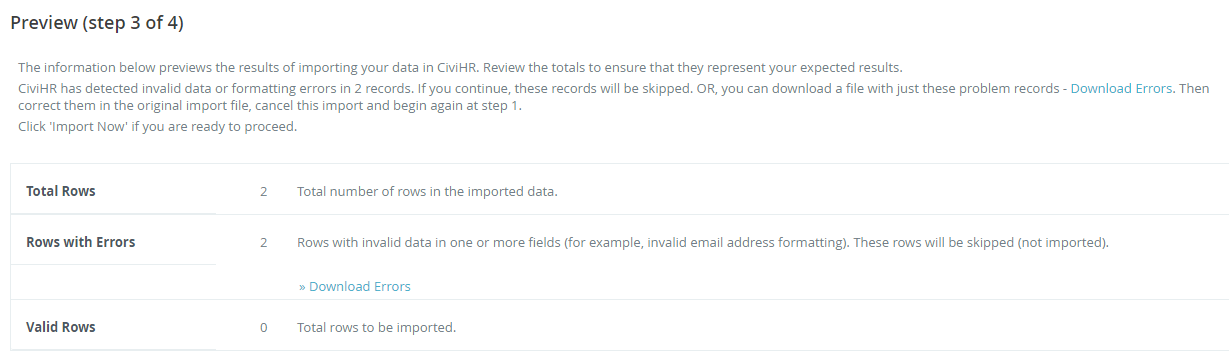 Preview (step 3 of 4)
The information below previews the results of importing your data in CiviHR. Review the totals to ensure that they represent your expected results.
CiviHR has detected invalid data or formatting errors in 2 records. If you continue, these records will be skipped. OR, you can download a file with just these problem records - Download Errors. Then
correct them in the original import file, cancel this import and begin again at step 1.
Click 'Import Now' if you are ready to proceed.
Total Rows 2 Total number of rows in the imported data.
Rows with Errors 2 Rows with invalid data in one or more fields (for example, invalid email address formatting). These rows will be skipped (not imported).
» Download Errors
Valid Rows 0 Total rows to be imported.